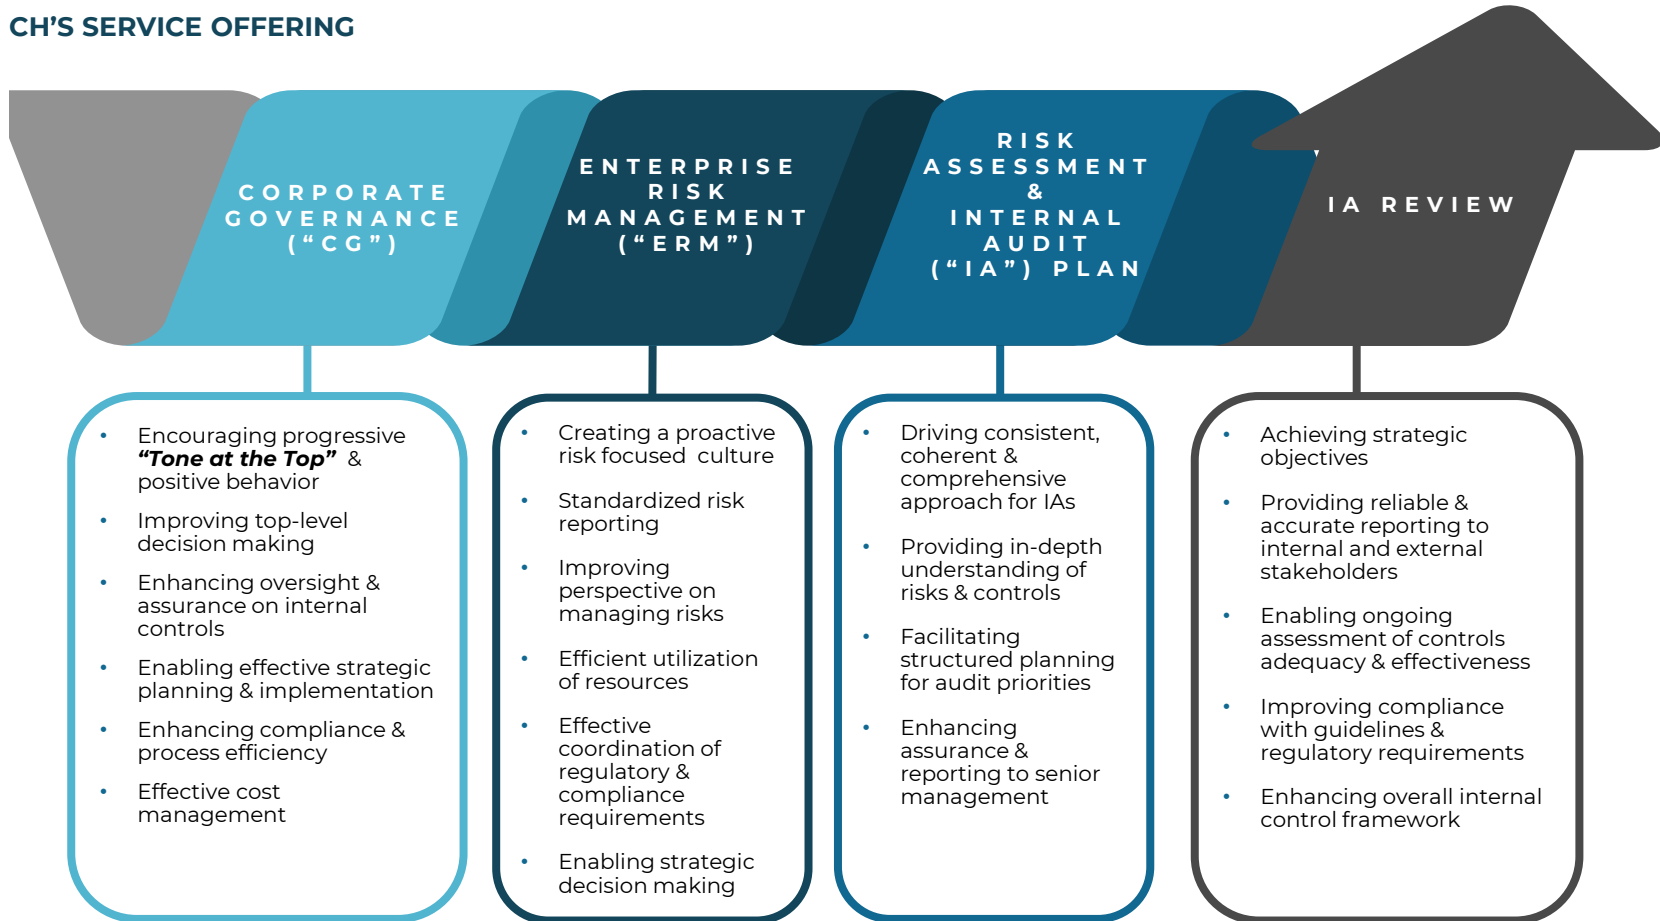 CH'S SERVICE OFFERING
CORPORATE
GOVERNANCE
(“CG”)
ENTERPRISE
RISK
MANAGEMENT
(“ERM”)
RISK
ASSESSMENT
&
INTERNAL
AUDIT
(“IA”) PLAN
IA REVIEW
• Encouraging progressive
“Tone at the Top” &
positive behavior
• Improving top-level
decision making
• Enhancing oversight &
assurance on internal
controls
• Enabling effective strategic
planning & implementation
• Enhancing compliance &
process efficiency
• Effective cost
management
• Creating a proactive
risk focused culture
• Standardized risk
reporting
• Improving
perspective on
managing risks
• Efficient utilization
of resources
• Effective
coordination of
regulatory &
compliance
requirements
• Enabling strategic
decision making
• Driving consistent,
coherent &
comprehensive
approach for IAs
• Providing in-depth
understanding of
risks & controls
• Facilitating
structured planning
for audit priorities
• Enhancing
assurance &
reporting to senior
management
• Achieving strategic
objectives
• Providing reliable &
accurate reporting to
internal and external
stakeholders
• Enabling ongoing
assessment of controls
adequacy & effectiveness
• Improving compliance
with guidelines &
regulatory requirements
• Enhancing overall internal
control framework